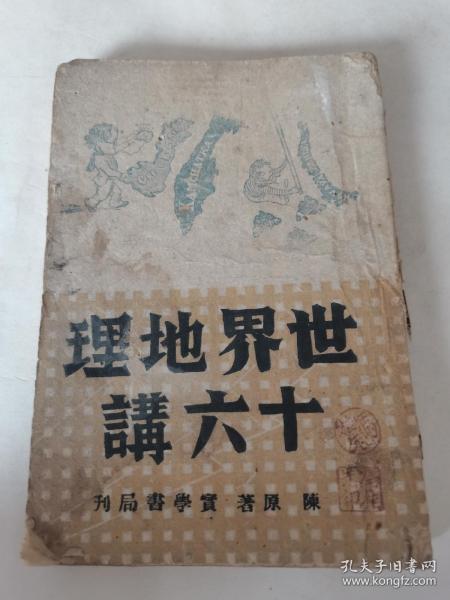 世界地理
十六講
陳原著 實學書局刊
孔夫子旧书网
www.kongfz.com